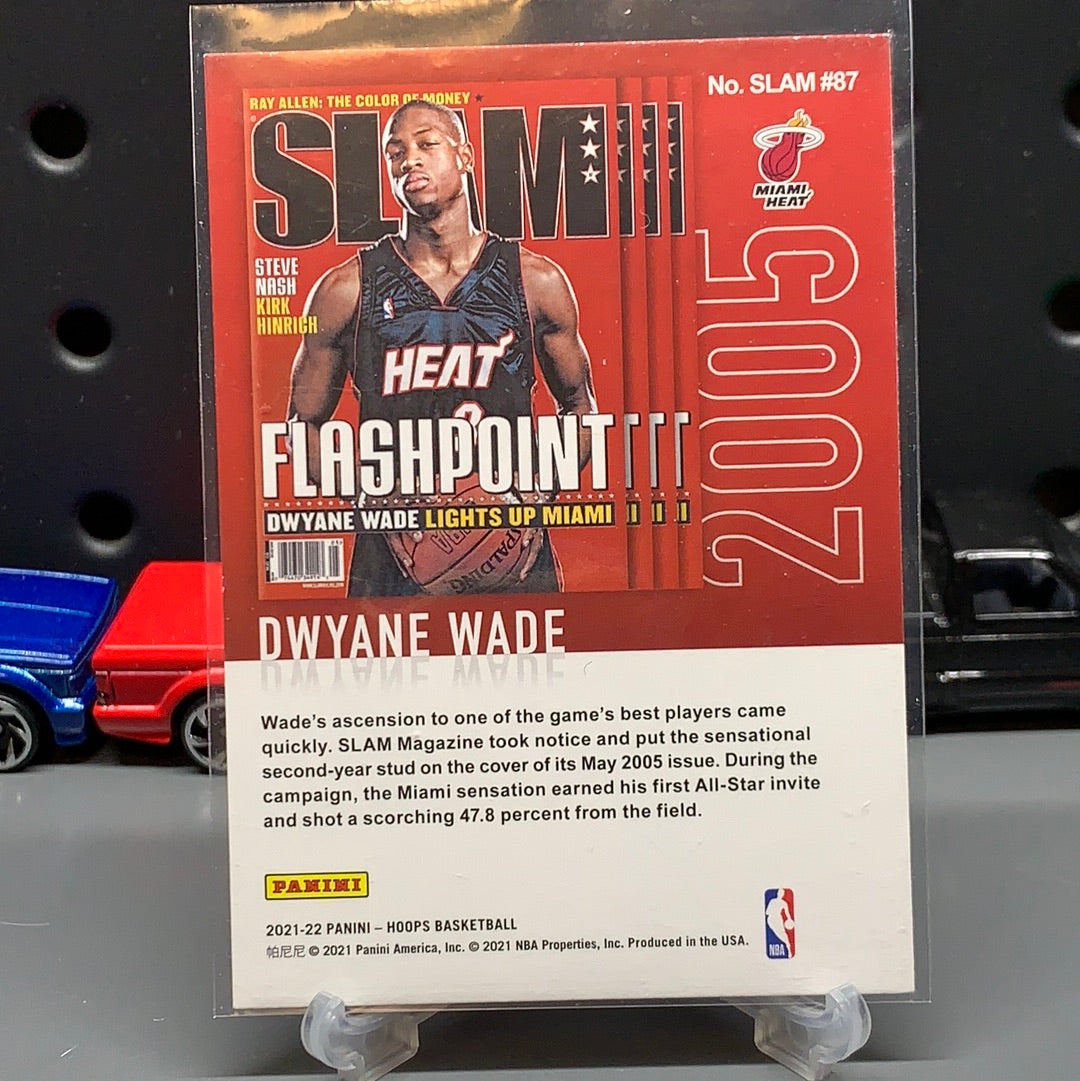 No. SLAM #87
RAY ALLEN: THE COLOR OF MONEY
SLAM
MIAMI
HEAT
STEVE
NASH
KIRK
HINRICH
2005
HEAT
FLASHPOINT
DWYANE WADE LIGHTS UP MIAMI
SPALDING
DWYANE WADE
Wade's ascension to one of the game's best players came
quickly. SLAM Magazine took notice and put the sensational
second-year stud on the cover of its May 2005 issue. During the
campaign, the Miami sensation earned his first All-Star invite
and shot a scorching 47.8 percent from the field.
PANINI
2021-22 PANINI – HOOPS BASKETBALL
帕尼尼 © 2021 Panini America, Inc. © 2021 NBA Properties, Inc. Produced in the USA.
NBA